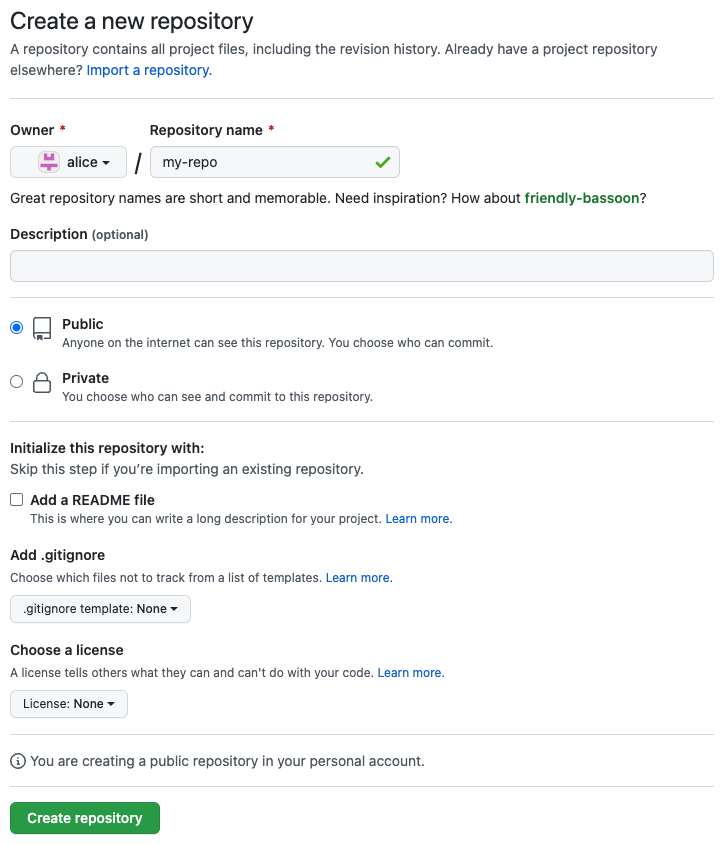 Create a new repository
A repository contains all project files, including the revision history. Already have a project repository
elsewhere? Import a repository.
Owner * Repository name *
alice / my-repo
Great repository names are short and memorable. Need inspiration? How about friendly-bassoon?
Description (optional)
Public
Anyone on the internet can see this repository. You choose who can commit.
Private
You choose who can see and commit to this repository.
Initialize this repository with:
Skip this step if you’re importing an existing repository.
Add a README file
This is where you can write a long description for your project. Learn more.
Add .gitignore
Choose which files not to track from a list of templates. Learn more.
.gitignore template: None
Choose a license
A license tells others what they can and can't do with your code. Learn more.
License: None
You are creating a public repository in your personal account.
Create repository